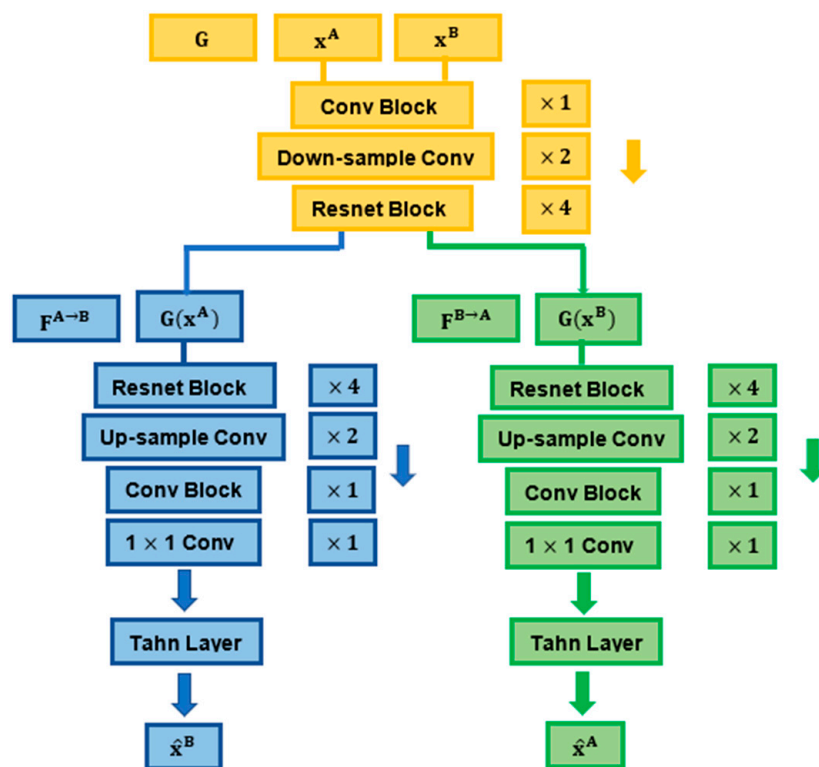 G x^A x^B
Conv Block × 1
Down-sample Conv × 2
Resnet Block × 4
F^A→B G(x^A) F^B→A G(x^B)
Resnet Block × 4 Resnet Block × 4
Up-sample Conv × 2 Up-sample Conv × 2
Conv Block × 1 Conv Block × 1
1 × 1 Conv × 1 1 × 1 Conv × 1
Tahn Layer Tahn Layer
x̂^B x̂^A